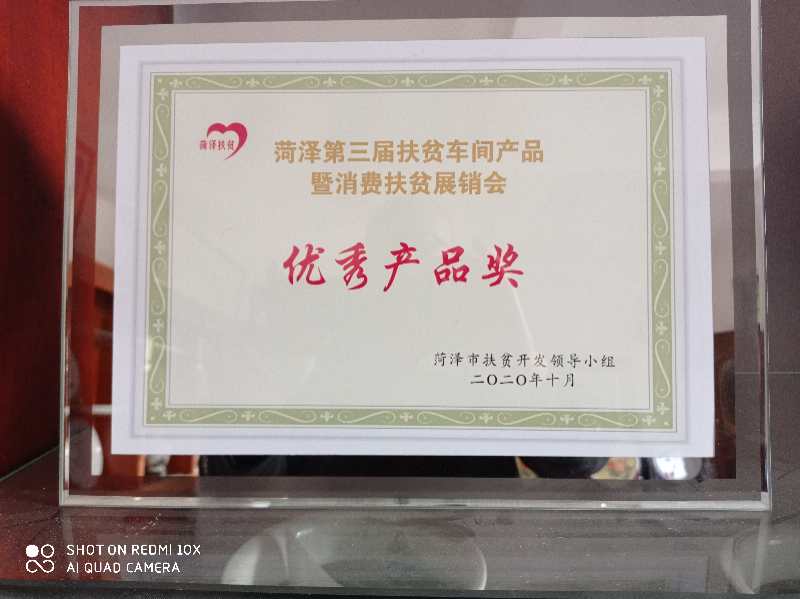 菏泽扶贫
菏泽第三届扶贫车间产品
暨消费扶贫展销会
优秀产品奖
菏泽市扶贫开发领导小组
二〇二〇年十月
SHOT ON REDMI 10X
AI QUAD CAMERA